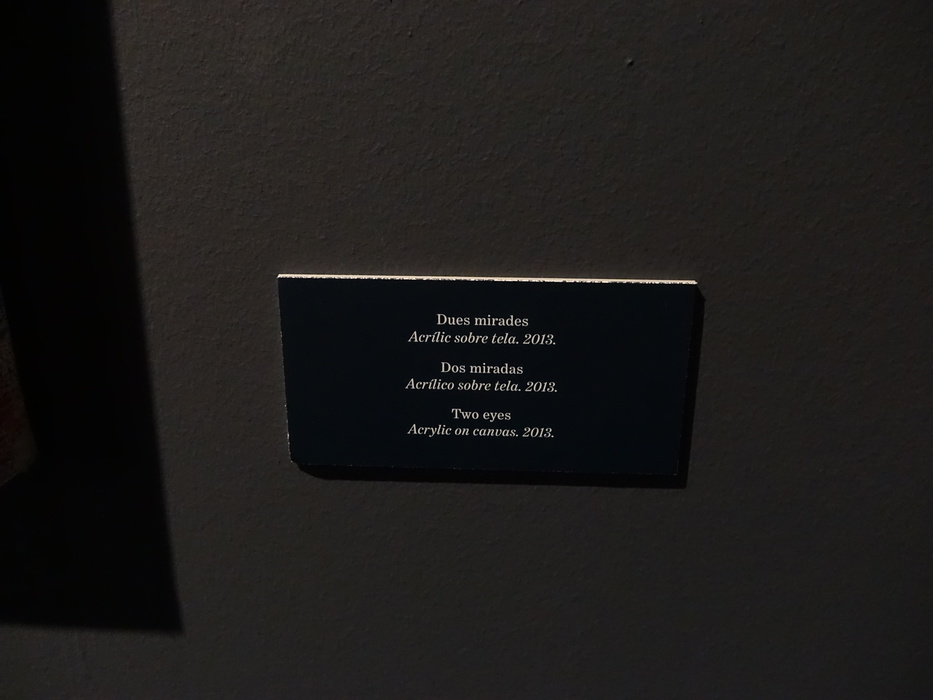 Dues mirades
Acrílic sobre tela. 2013.
Dos miradas
Acrílico sobre tela. 2013.
Two eyes
Acrylic on canvas. 2013.